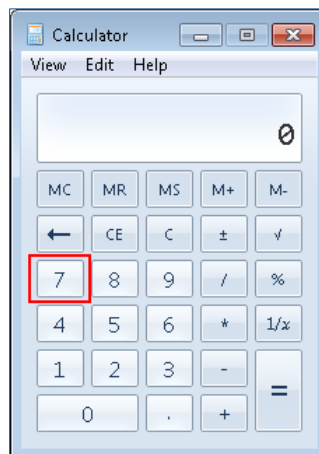 Calculator
View Edit Help
0
MC MR MS M+ M-
← CE C ± √
7 8 9 / %
4 5 6 * 1/x
1 2 3 - =
0 . +